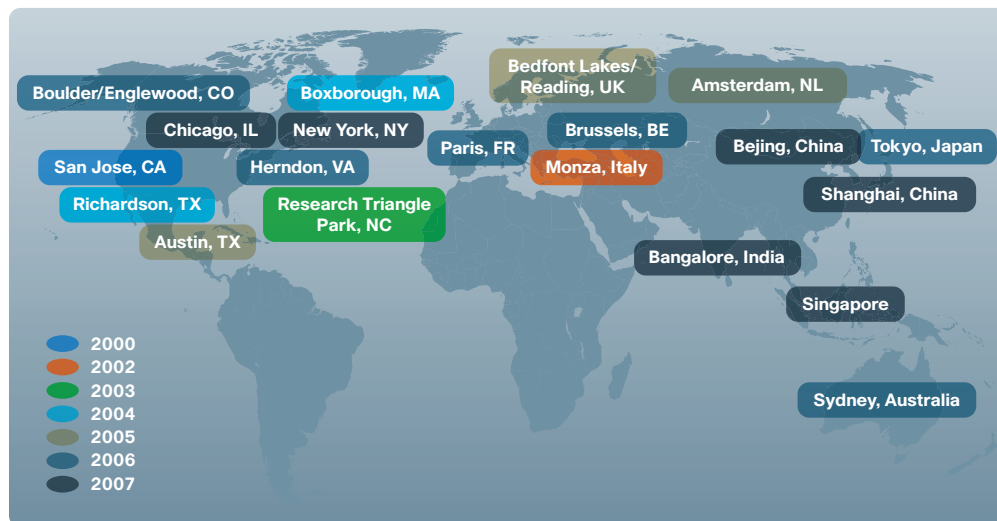 Bedfont Lakes/
Reading, UK
Amsterdam, NL
Boulder/Englewood, CO
Boxborough, MA
Chicago, IL
New York, NY
Brussels, BE
Paris, FR
Bejing, China
Tokyo, Japan
San Jose, CA
Herndon, VA
Monza, Italy
Shanghai, China
Richardson, TX
Research Triangle
Park, NC
Austin, TX
Bangalore, India
Singapore
Sydney, Australia
2000
2002
2003
2004
2005
2006
2007